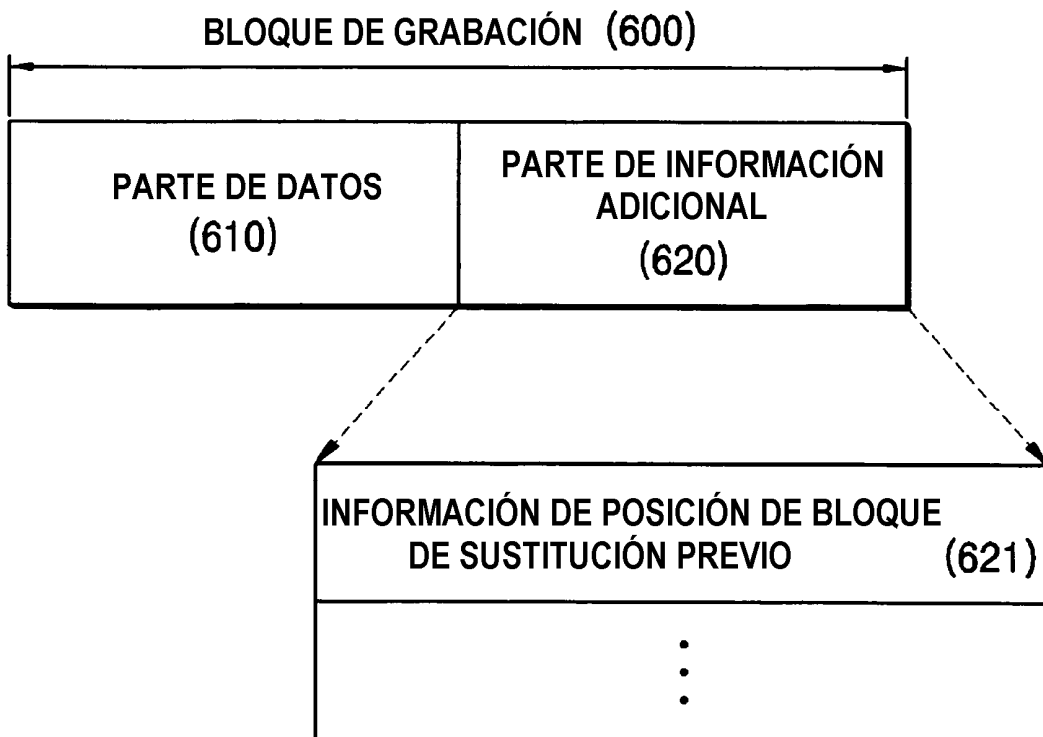 BLOQUE DE GRABACIÓN (600)
PARTE DE DATOS
(610)
PARTE DE INFORMACIÓN
ADICIONAL
(620)
INFORMACIÓN DE POSICIÓN DE BLOQUE
DE SUSTITUCIÓN PREVIO (621)